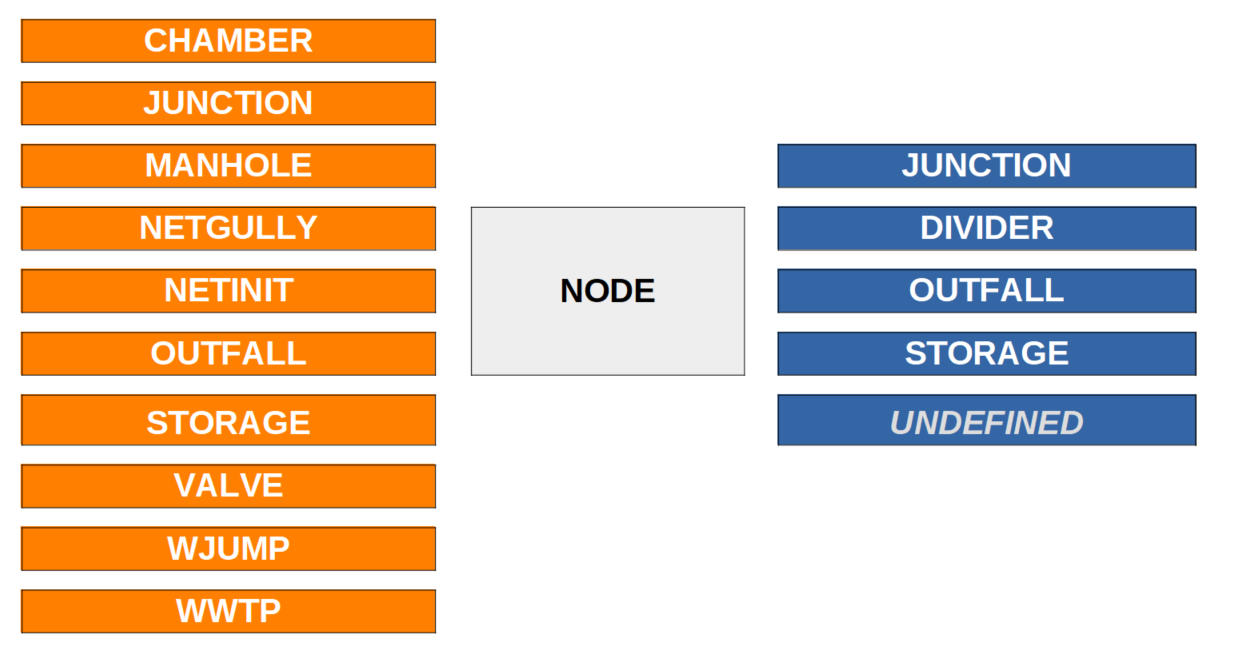 CHAMBER
JUNCTION
MANHOLE
NETGULLY
NETINIT
OUTFALL
STORAGE
VALVE
WJUMP
WWTP
NODE
JUNCTION
DIVIDER
OUTFALL
STORAGE
UNDEFINED